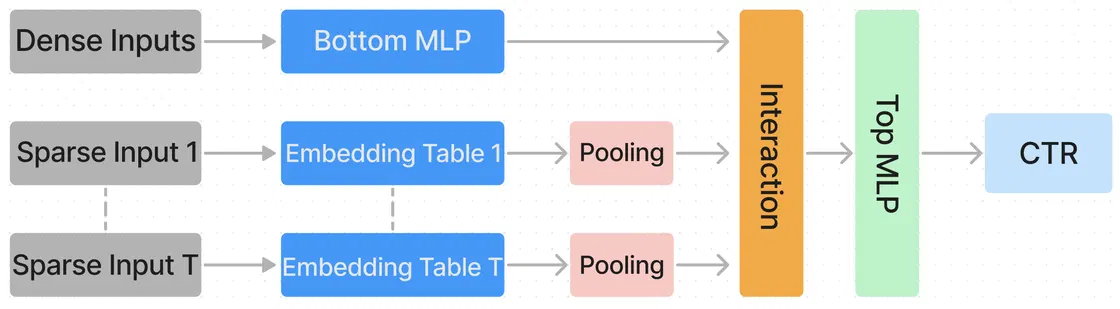 Dense Inputs
Bottom MLP
Sparse Input 1
Embedding Table 1
Pooling
Sparse Input T
Embedding Table T
Pooling
Interaction
Top MLP
CTR